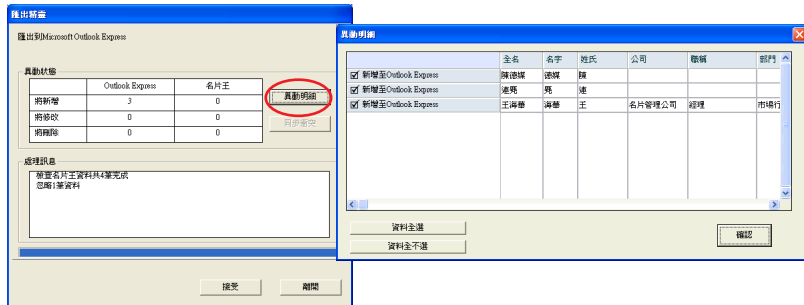 匯出精靈
匯出到Microsoft Outlook Express
異動狀態
Outlook Express 名片王
將新增 3 0
將修改 0 0
將刪除 0 0
異動明細
同步衝突
處理訊息
檢查名片王資料共4筆完成
忽略1筆資料
接受 離開
異動明細
全名 名字 姓氏 公司 職稱 部門
新增至Outlook Express 陳德媒 德媒 陳
新增至Outlook Express
新增至Outlook Express 王海華 海華 王 名片管理公司 經理 市場行
資料全選
資料全不選
確認